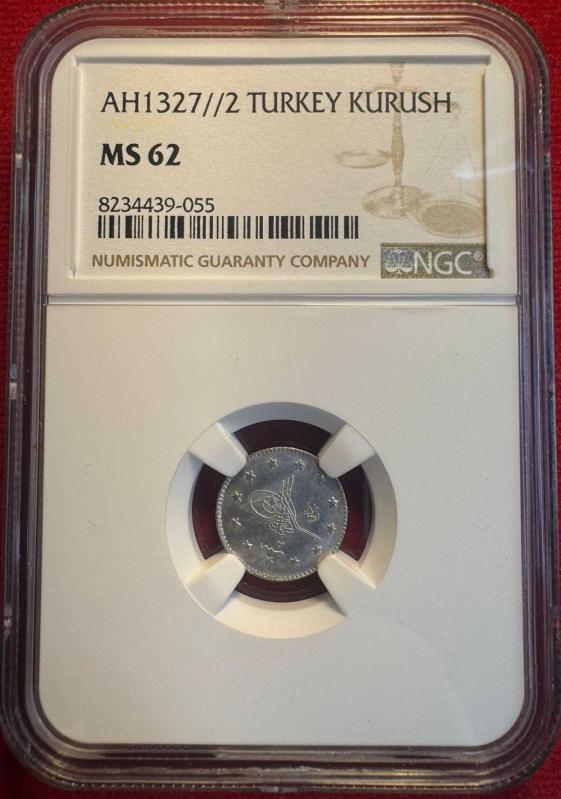 AH1327//2 TURKEY KURUSH
MS 62
8234439-055
NUMISMATIC GUARANTY COMPANY NGC®